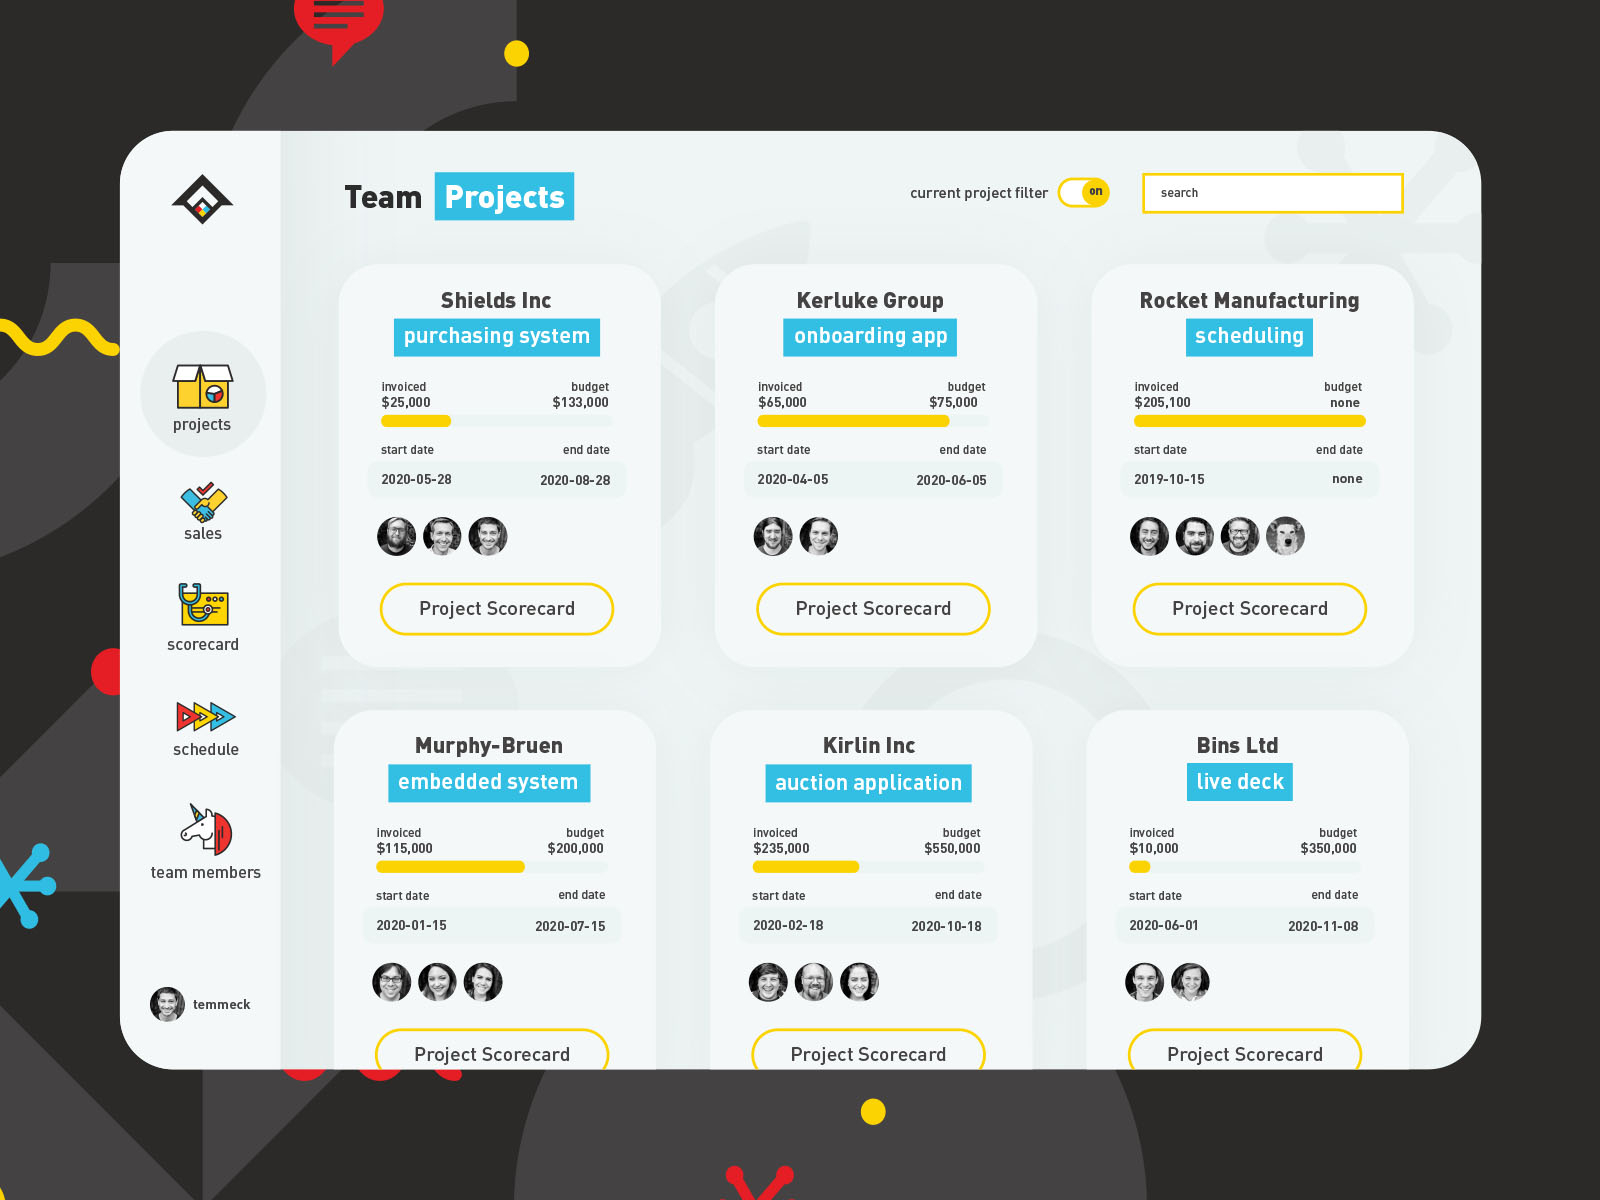 Team Projects
current project filter
on
search
projects
sales
scorecard
schedule
team members
temmeck
Shields Inc
purchasing system
invoiced budget
$25,000 $133,000
start date end date
2020-05-28 2020-08-28
Project Scorecard
Kerluke Group
onboarding app
invoiced budget
$65,000 $75,000
start date end date
2020-04-05 2020-06-05
Project Scorecard
Rocket Manufacturing
scheduling
invoiced budget
$205,100 none
start date end date
2019-10-15 none
Project Scorecard
Murphy-Bruen
embedded system
invoiced budget
$115,000 $200,000
start date end date
2020-01-15 2020-07-15
Project Scorecard
Kirlin Inc
auction application
invoiced budget
$235,000 $550,000
start date end date
2020-02-18 2020-10-18
Project Scorecard
Bins Ltd
live deck
invoiced budget
$10,000 $350,000
start date end date
2020-06-01 2020-11-08
Project Scorecard